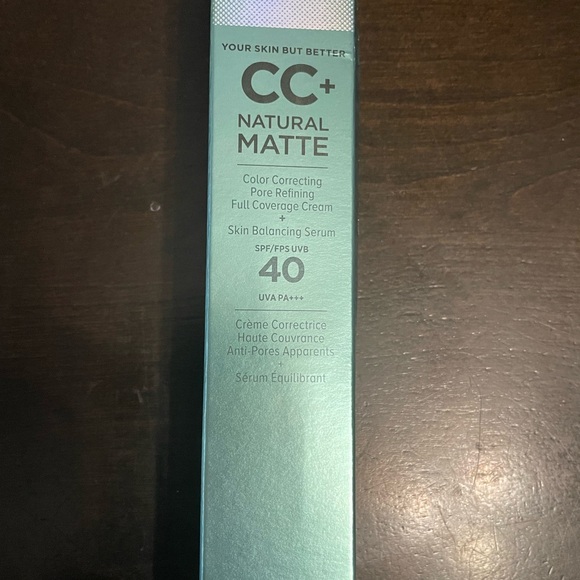 YOUR SKIN BUT BETTER
CC+
NATURAL
MATTE
Color Correcting
Pore Refining
Full Coverage Cream
+
Skin Balancing Serum
SPF/FPS UVB
40
UVA PA+++
Crème Correctrice
Haute Couvrance
Anti-Pores Apparents
+
Sérum Équilibrant